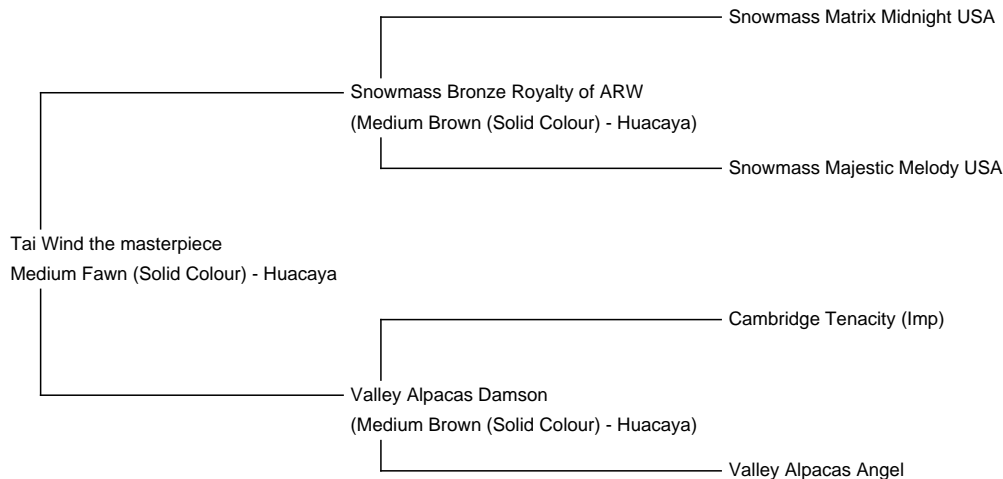 Snowmass Matrix Midnight USA
Snowmass Bronze Royalty of ARW
(Medium Brown (Solid Colour) - Huacaya)
Snowmass Majestic Melody USA
Tai Wind the masterpiece
Medium Fawn (Solid Colour) - Huacaya
Cambridge Tenacity (Imp)
Valley Alpacas Damson
(Medium Brown (Solid Colour) - Huacaya)
Valley Alpacas Angel